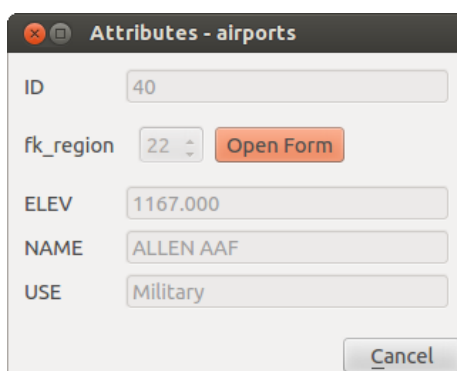 Attributes - airports
ID 40
fk_region 22 Open Form
ELEV 1167.000
NAME ALLEN AAF
USE Military
Cancel